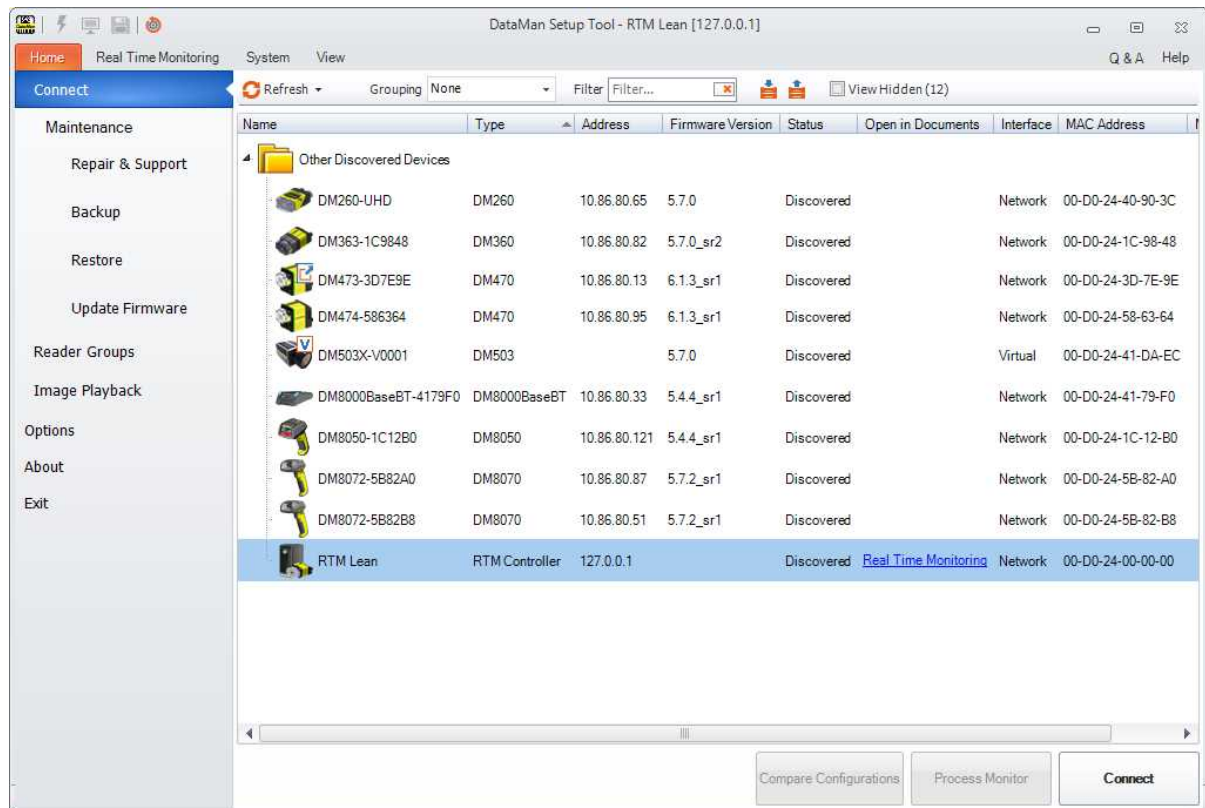 DataMan Setup Tool - RTM Lean [127.0.0.1]
Home Real Time Monitoring System View Q & A Help
Connect
Maintenance
Repair & Support
Backup
Restore
Update Firmware
Reader Groups
Image Playback
Options
About
Exit
Refresh Grouping None Filter Filter... View Hidden (12)
Name Type Address Firmware Version Status Open in Documents Interface MAC Address
Other Discovered Devices
DM260-UHD DM260 10.86.80.65 5.7.0 Discovered Network 00-D0-24-40-90-3C
DM363-1C9848 DM360 10.86.80.82 5.7.0_sr2 Discovered Network 00-D0-24-1C-98-48
DM473-3D7E9E DM470 10.86.80.13 6.1.3_sr1 Discovered Network 00-D0-24-3D-7E-9E
DM474-586364 DM470 10.86.80.95 6.1.3_sr1 Discovered Network 00-D0-24-58-63-64
V DM503X-V0001 DM503 5.7.0 Discovered Virtual 00-D0-24-41-DA-EC
DM8000BaseBT-4179F0 DM8000BaseBT 10.86.80.33 5.4.4_sr1 Discovered Network 00-D0-24-41-79-F0
DM8050-1C12B0 DM8050 10.86.80.121 5.4.4_sr1 Discovered Network 00-D0-24-1C-12-B0
DM8072-5B82A0 DM8070 10.86.80.87 5.7.2_sr1 Discovered Network 00-D0-24-5B-82-A0
DM8072-5B82B8 DM8070 10.86.80.51 5.7.2_sr1 Discovered Network 00-D0-24-5B-82-B8
RTM Lean RTM Controller 127.0.0.1 Discovered Real Time Monitoring Network 00-D0-24-00-00-00
Compare Configurations Process Monitor Connect